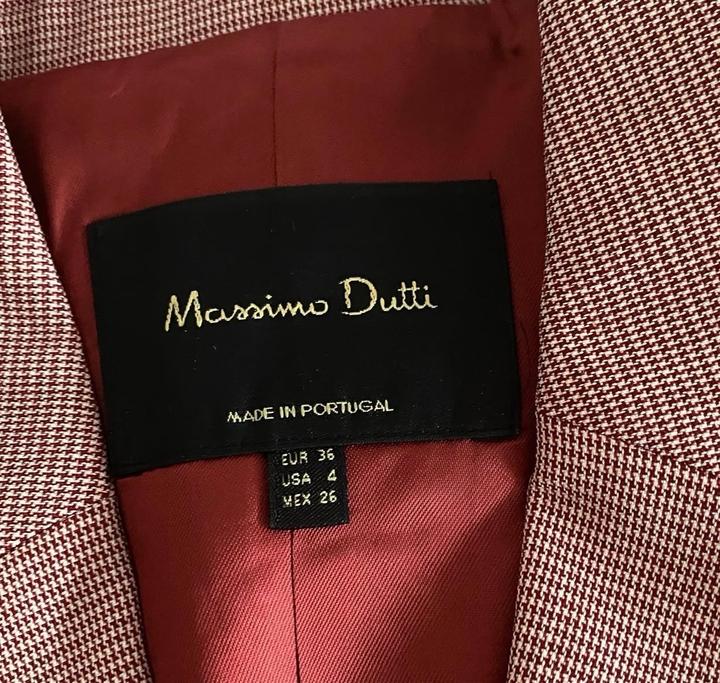 Massimo Dutti
MADE IN PORTUGAL
EUR 36
USA 4
MEX 26